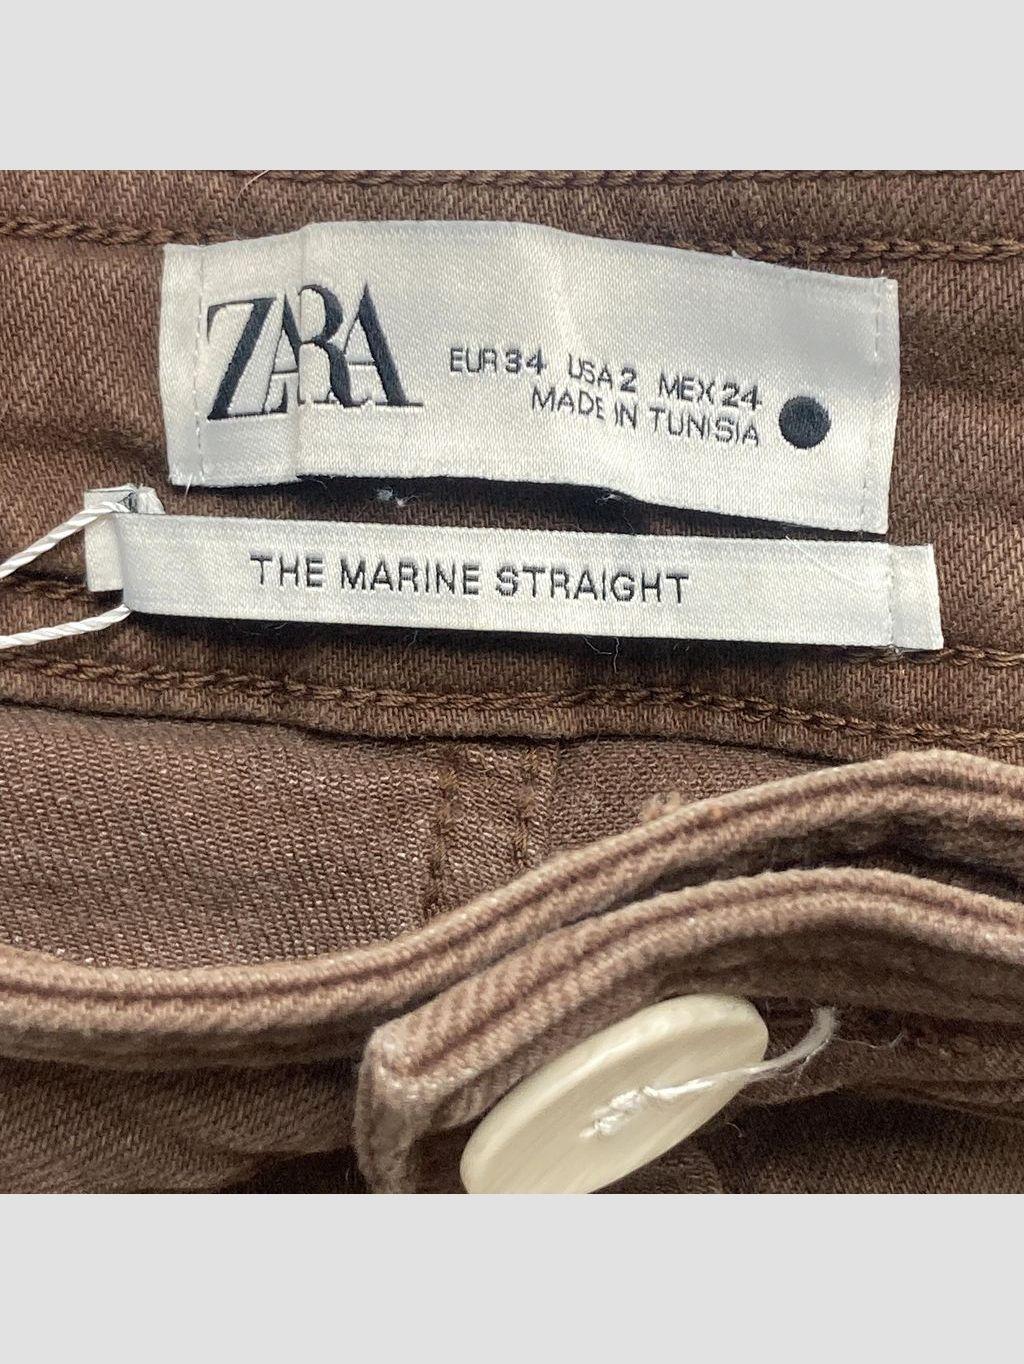 ZARA
EUR 34 USA 2 MEX 24
MADE IN TUNISIA
THE MARINE STRAIGHT